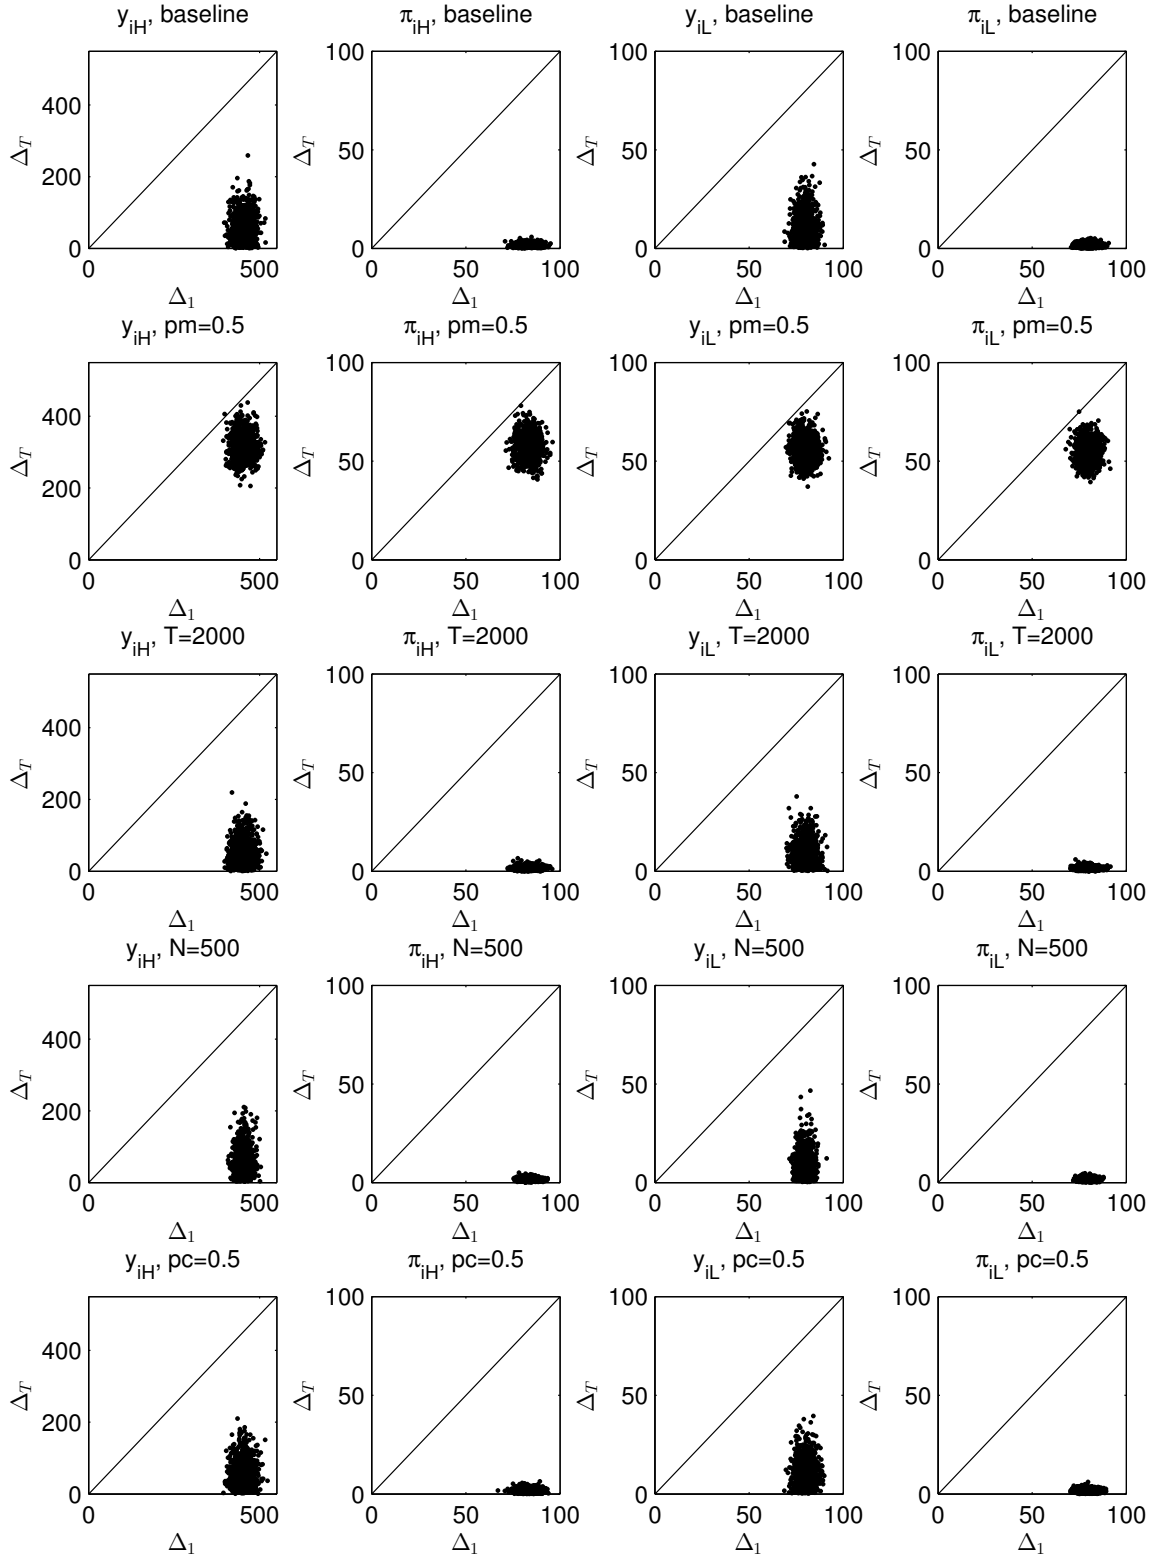 y_iH, baseline π_iH, baseline y_iL, baseline π_iL, baseline
400 200 0 Δ_T 0 500 Δ_1
100 50 0 Δ_T 0 50 100 Δ_1
100 50 0 Δ_T 0 50 100 Δ_1
100 50 0 Δ_T 0 50 100 Δ_1
y_iH, pm=0.5 π_iH, pm=0.5 y_iL, pm=0.5 π_iL, pm=0.5
400 200 0 Δ_T 0 500 Δ_1
100 50 0 Δ_T 0 50 100 Δ_1
100 50 0 Δ_T 0 50 100 Δ_1
100 50 0 Δ_T 0 50 100 Δ_1
y_iH, T=2000 π_iH, T=2000 y_iL, T=2000 π_iL, T=2000
400 200 0 Δ_T 0 500 Δ_1
100 50 0 Δ_T 0 50 100 Δ_1
100 50 0 Δ_T 0 50 100 Δ_1
100 50 0 Δ_T 0 50 100 Δ_1
y_iH, N=500 π_iH, N=500 y_iL, N=500 π_iL, N=500
400 200 0 Δ_T 0 500 Δ_1
100 50 0 Δ_T 0 50 100 Δ_1
100 50 0 Δ_T 0 50 100 Δ_1
100 50 0 Δ_T 0 50 100 Δ_1
y_iH, pc=0.5 π_iH, pc=0.5 y_iL, pc=0.5 π_iL, pc=0.5
400 200 0 Δ_T 0 500 Δ_1
100 50 0 Δ_T 0 50 100 Δ_1
100 50 0 Δ_T 0 50 100 Δ_1
100 50 0 Δ_T 0 50 100 Δ_1